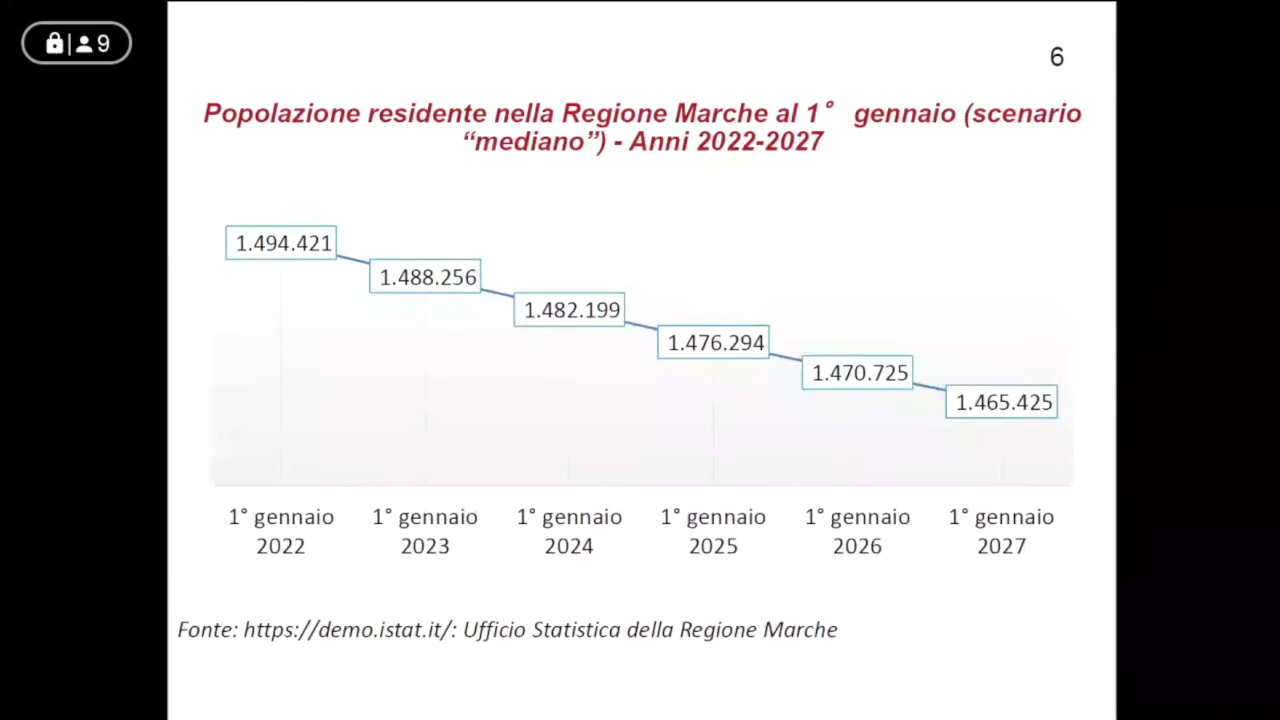 9
6
Popolazione residente nella Regione Marche al 1° gennaio (scenario
“mediano”) - Anni 2022-2027
1.494.421
1.488.256
1.482.199
1.476.294
1.470.725
1.465.425
1° gennaio 1° gennaio 1° gennaio 1° gennaio 1° gennaio 1° gennaio
2022 2023 2024 2025 2026 2027
Fonte: https://demo.istat.it/: Ufficio Statistica della Regione Marche